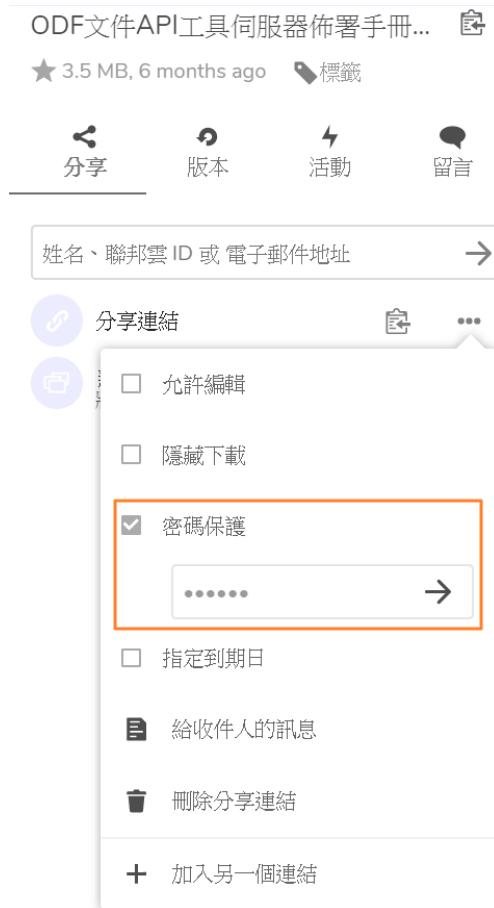 ODF文件API工具伺服器佈署手冊...
3.5 MB, 6 months ago 標籤
分享 版本 活動 留言
姓名、聯邦雲 ID 或 電子郵件地址
分享連結
允許編輯
隱藏下載
密碼保護
••••••
指定到期日
給收件人的訊息
刪除分享連結
加入另一個連結